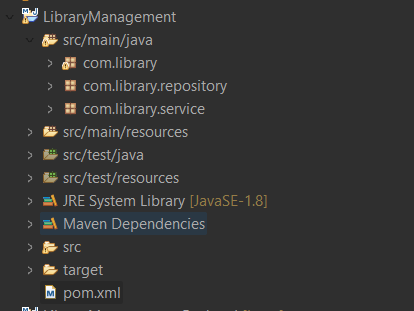 LibraryManagement
src/main/java
com.library
com.library.repository
com.library.service
src/main/resources
src/test/java
src/test/resources
JRE System Library [JavaSE-1.8]
Maven Dependencies
src
target
pom.xml